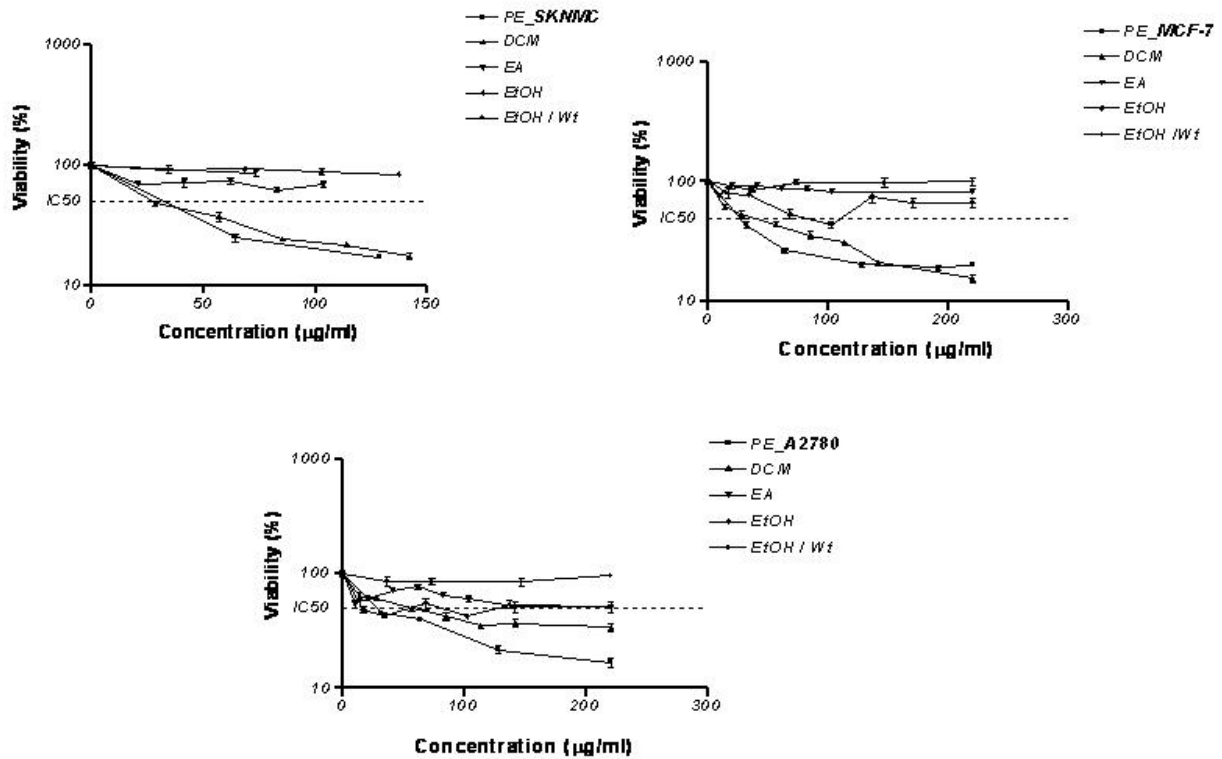 PE_SKNMC
DCM
EA
EtOH
EtOH / Wt
1000
100
IC50
10
Viability (%)
0
50
100
150
Concentration (µg/ml)
PE_MCF-7
DCM
EA
EtOH
EtOH /Wt
1000
100
IC50
10
Viability (%)
0
100
200
300
Concentration (µg/ml)
PE_A2780
DCM
EA
EtOH
EtOH / Wt
1000
100
IC50
10
Viability (%)
0
100
200
300
Concentration (µg/ml)